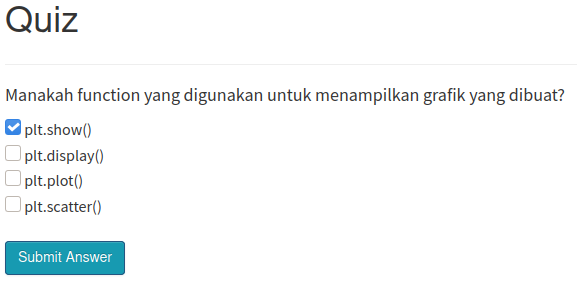 Quiz
Manakah function yang digunakan untuk menampilkan grafik yang dibuat?
plt.show()
plt.display()
plt.plot()
plt.scatter()
Submit Answer